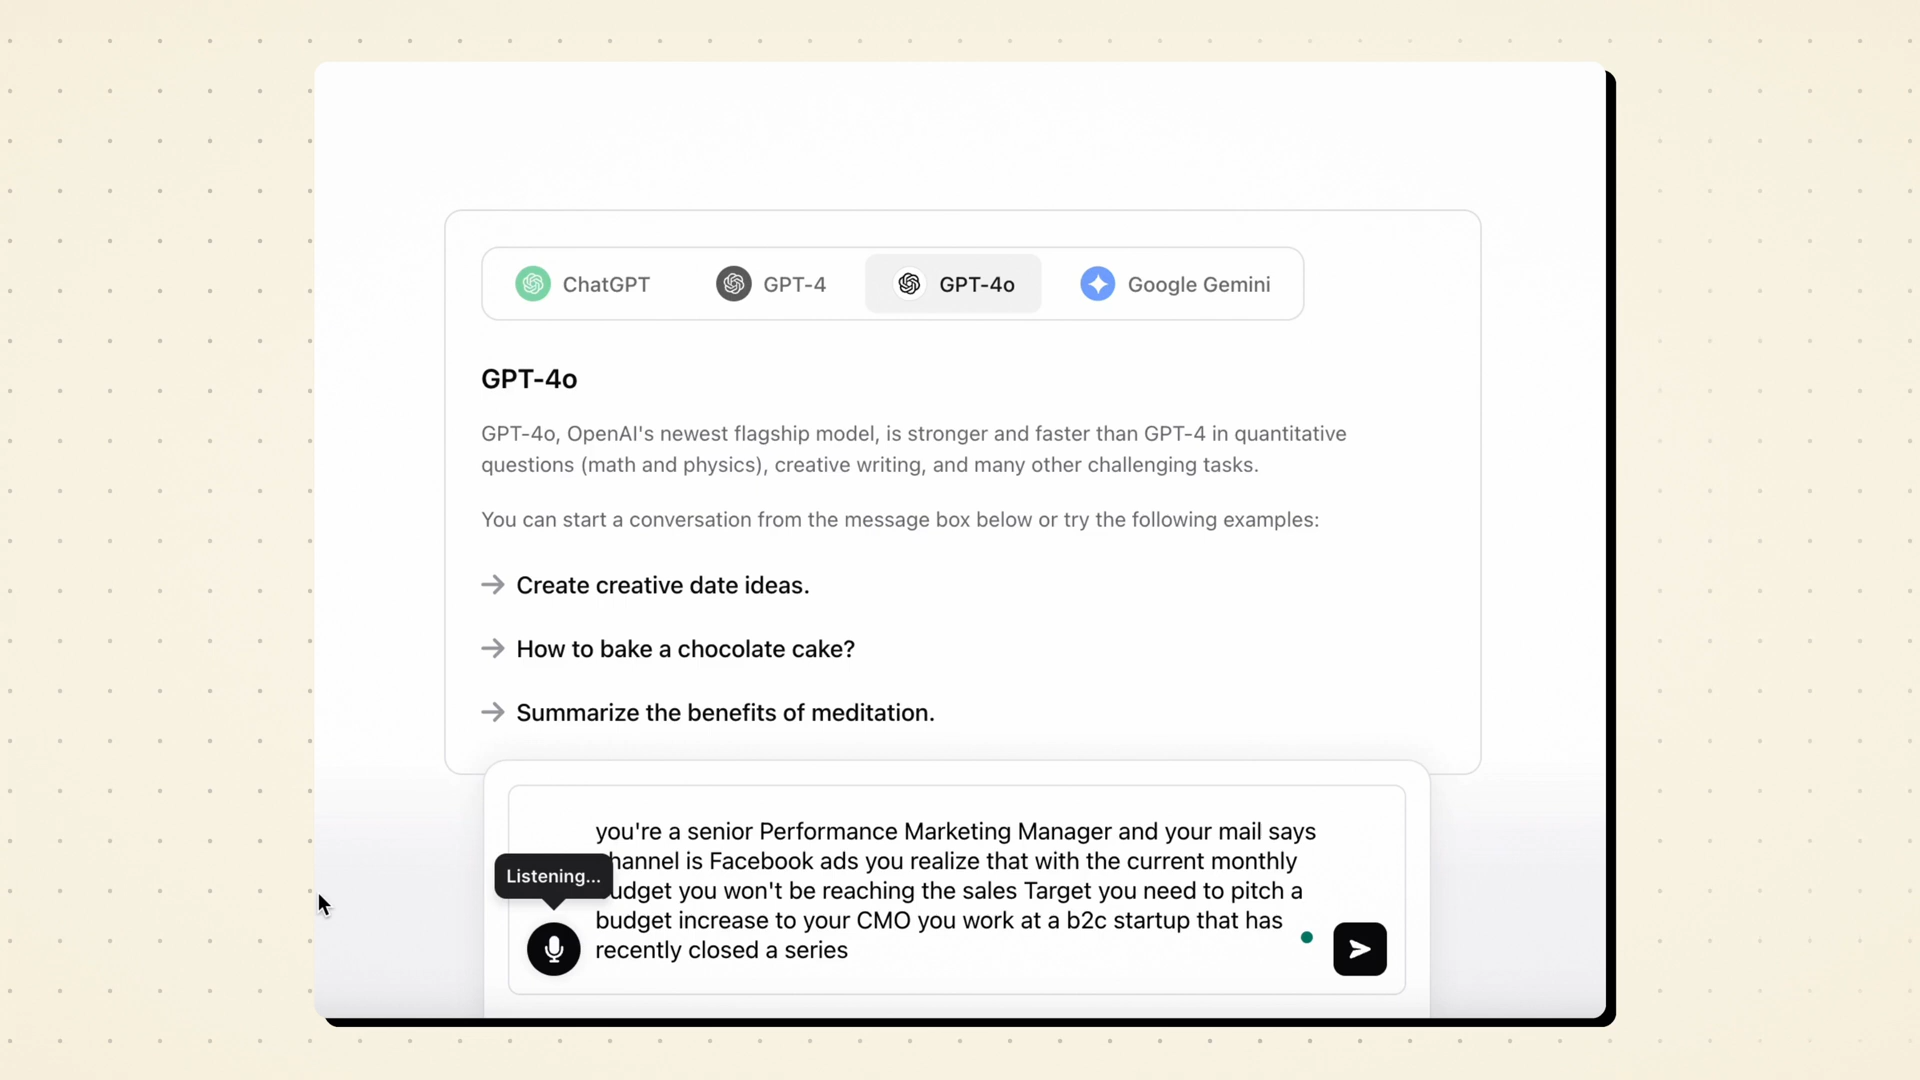 ChatGPT
GPT-4
GPT-4o
Google Gemini
GPT-4o
GPT-4o, OpenAI's newest flagship model, is stronger and faster than GPT-4 in quantitative
questions (math and physics), creative writing, and many other challenging tasks.
You can start a conversation from the message box below or try the following examples:
Create creative date ideas.
How to bake a chocolate cake?
Summarize the benefits of meditation.
you're a senior Performance Marketing Manager and your mail says
is Facebook ads you realize that with the current monthly
you won't be reaching the sales Target you need to pitch a
budget increase to your CMO you work at a b2c startup that has
recently closed a series
Listening...